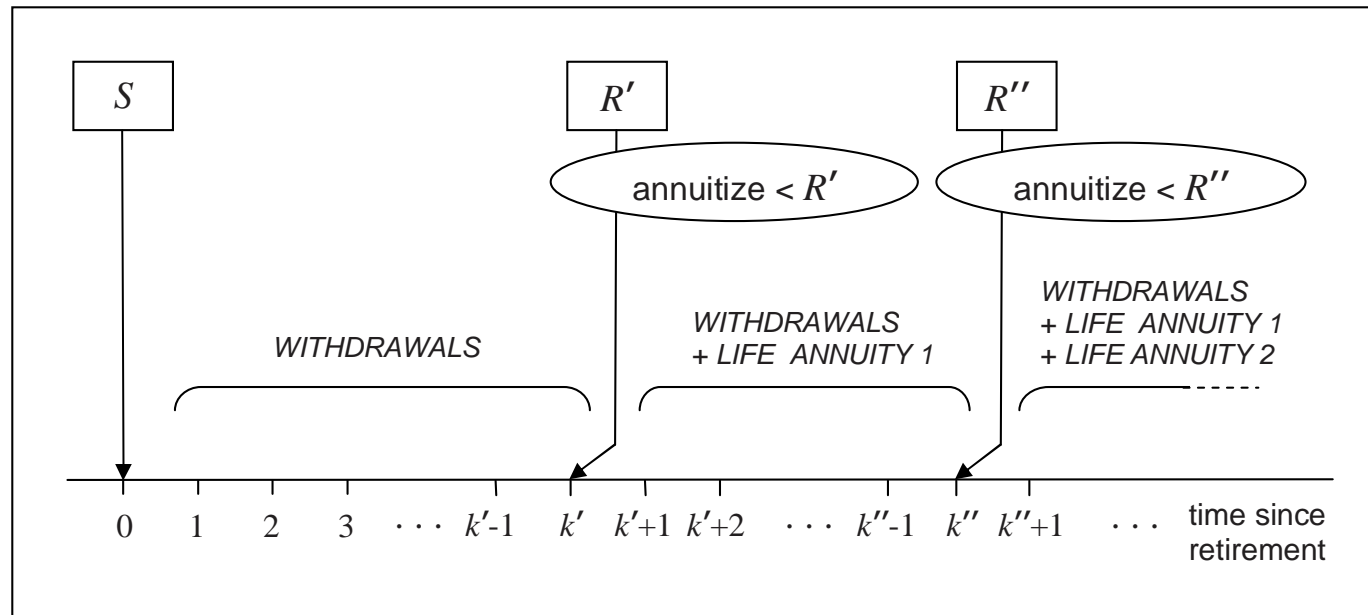 S
R′
R″
annuitize < R′
annuitize < R″
WITHDRAWALS
WITHDRAWALS
+ LIFE ANNUITY 1
WITHDRAWALS
+ LIFE ANNUITY 1
+ LIFE ANNUITY 2
0 1 2 3 · · · k′-1 k′ k′+1 k′+2 · · · k″-1 k″ k″+1 · · ·
time since
retirement